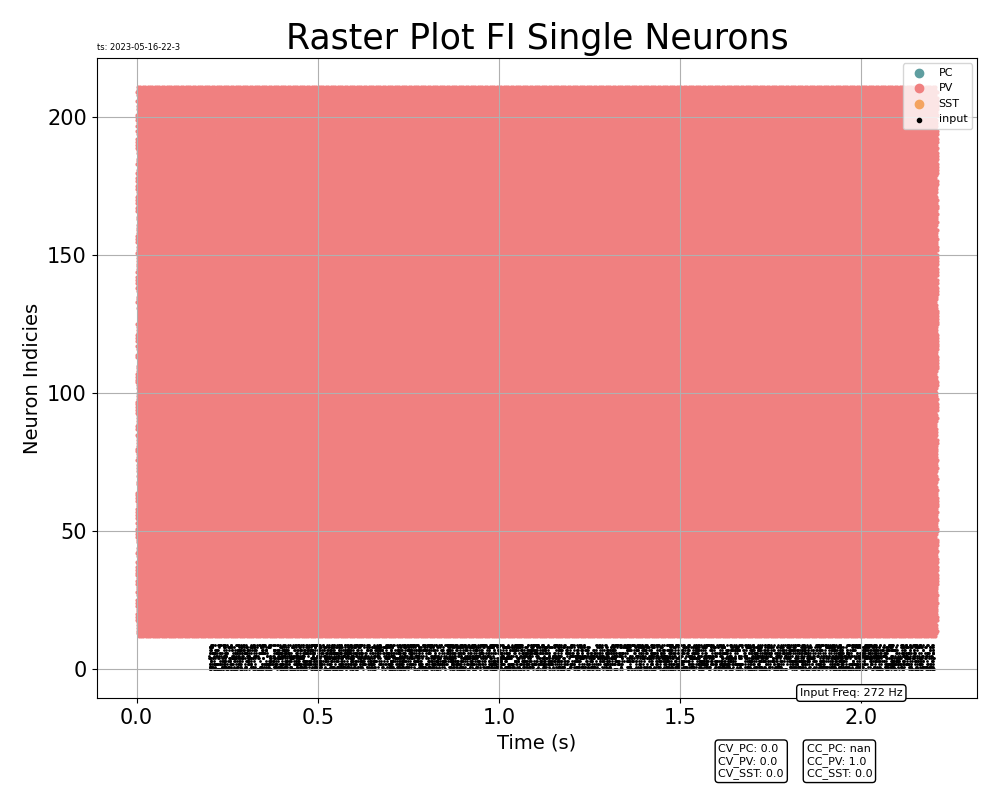 Raster Plot FI Single Neurons
ts: 2023-05-16-22-3
PC
PV
SST
input
200
150
100
50
0
Neuron Indicies
0.0 0.5 1.0 1.5 2.0
Input Freq: 272 Hz
Time (s)
CV_PC: 0.0
CV_PV: 0.0
CV_SST: 0.0
CC_PC: nan
CC_PV: 1.0
CC_SST: 0.0